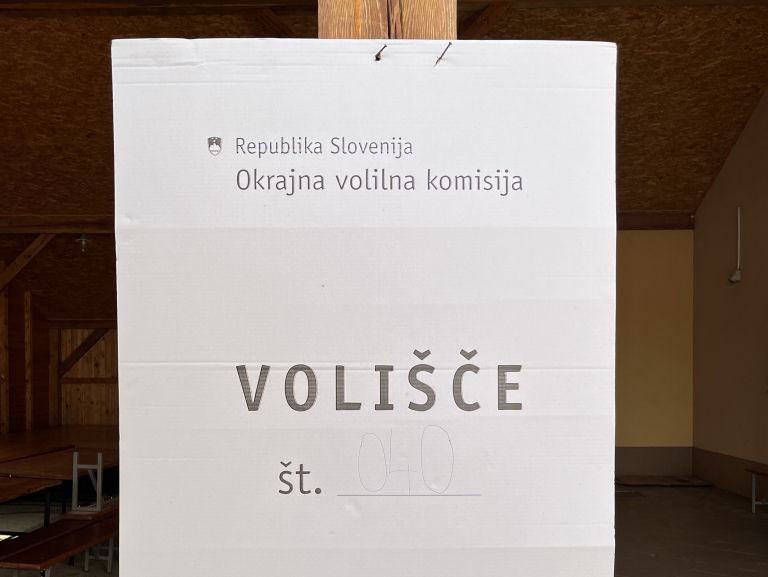 Republika Slovenija
Okrajna volilna komisija
VOLIŠČE
št. 040